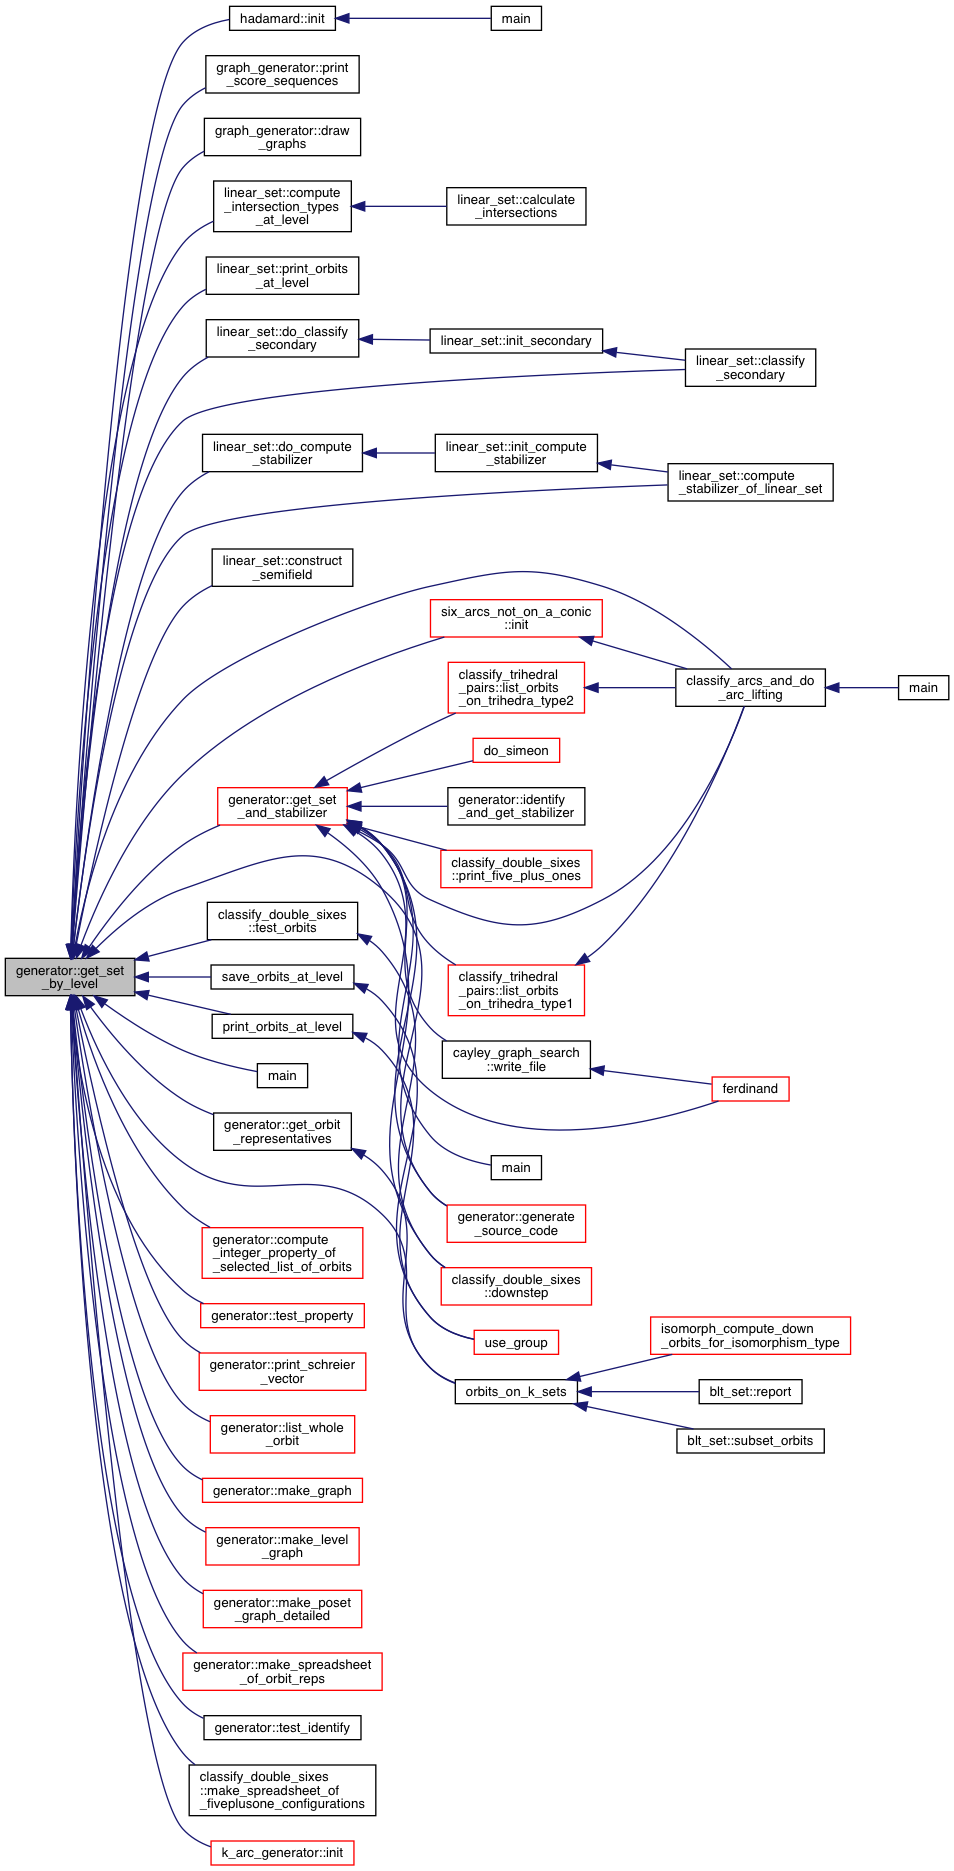 hadamard::init
main
graph_generator::print
_score_sequences
graph_generator::draw
_graphs
linear_set::compute
_intersection_types
_at_level
linear_set::calculate
_intersections
linear_set::print_orbits
_at_level
linear_set::do_classify
_secondary
linear_set::init_secondary
linear_set::classify
_secondary
linear_set::do_compute
_stabilizer
linear_set::init_compute
_stabilizer
linear_set::compute
_stabilizer_of_linear_set
linear_set::construct
_semifield
six_arcs_not_on_a_conic
::init
classify_trihedral
_pairs::list_orbits
_on_trihedra_type2
classify_arcs_and_do
_arc_lifting
main
do_simeon
generator::get_set
_and_stabilizer
generator::identify
_and_get_stabilizer
classify_double_sixes
::print_five_plus_ones
classify_double_sixes
::test_orbits
generator::get_set
_by_level
save_orbits_at_level
classify_trihedral
_pairs::list_orbits
_on_trihedra_type1
print_orbits_at_level
cayley_graph_search
::write_file
main
ferdinand
generator::get_orbit
_representatives
main
generator::generate
_source_code
generator::compute
_integer_property_of
_selected_list_of_orbits
classify_double_sixes
::downstep
generator::test_property
use_group
isomorph_compute_down
_orbits_for_isomorphism_type
generator::print_schreier
_vector
orbits_on_k_sets
blt_set::report
generator::list_whole
_orbit
blt_set::subset_orbits
generator::make_graph
generator::make_level
_graph
generator::make_poset
_graph_detailed
generator::make_spreadsheet
_of_orbit_reps
generator::test_identify
classify_double_sixes
::make_spreadsheet_of
_fiveplusone_configurations
k_arc_generator::init